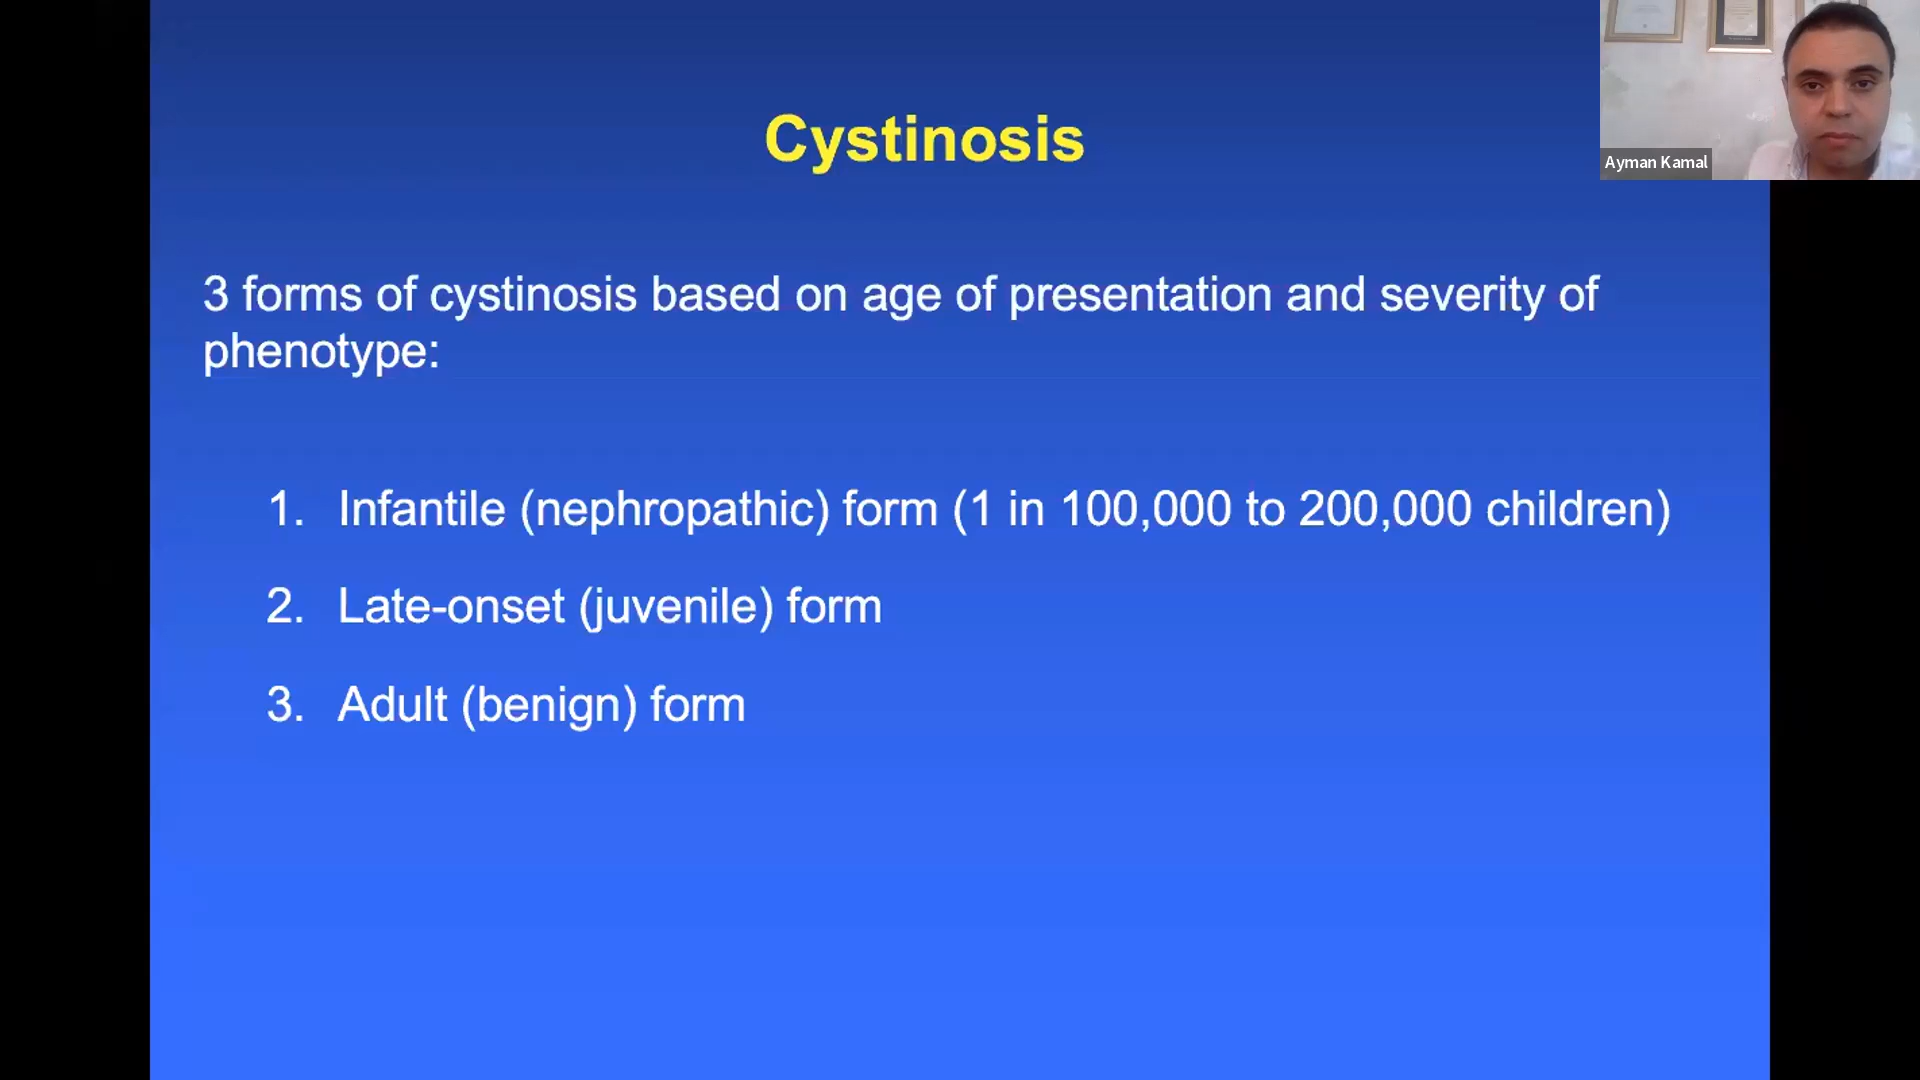 Cystinosis
Ayman Kamal
3 forms of cystinosis based on age of presentation and severity of
phenotype:
1. Infantile (nephropathic) form (1 in 100,000 to 200,000 children)
2. Late-onset (juvenile) form
3. Adult (benign) form